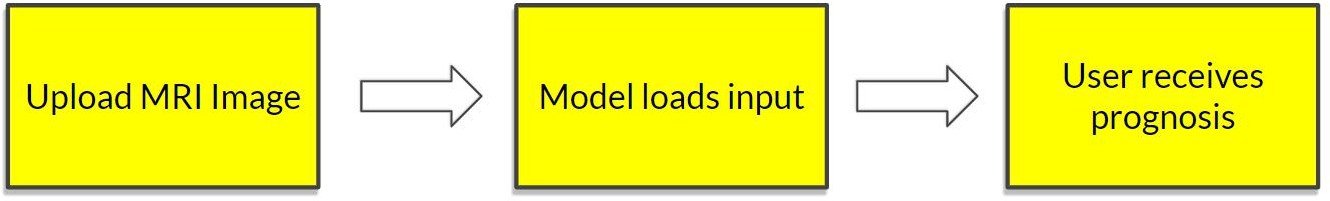 Upload MRI Image
Model loads input
User receives
prognosis